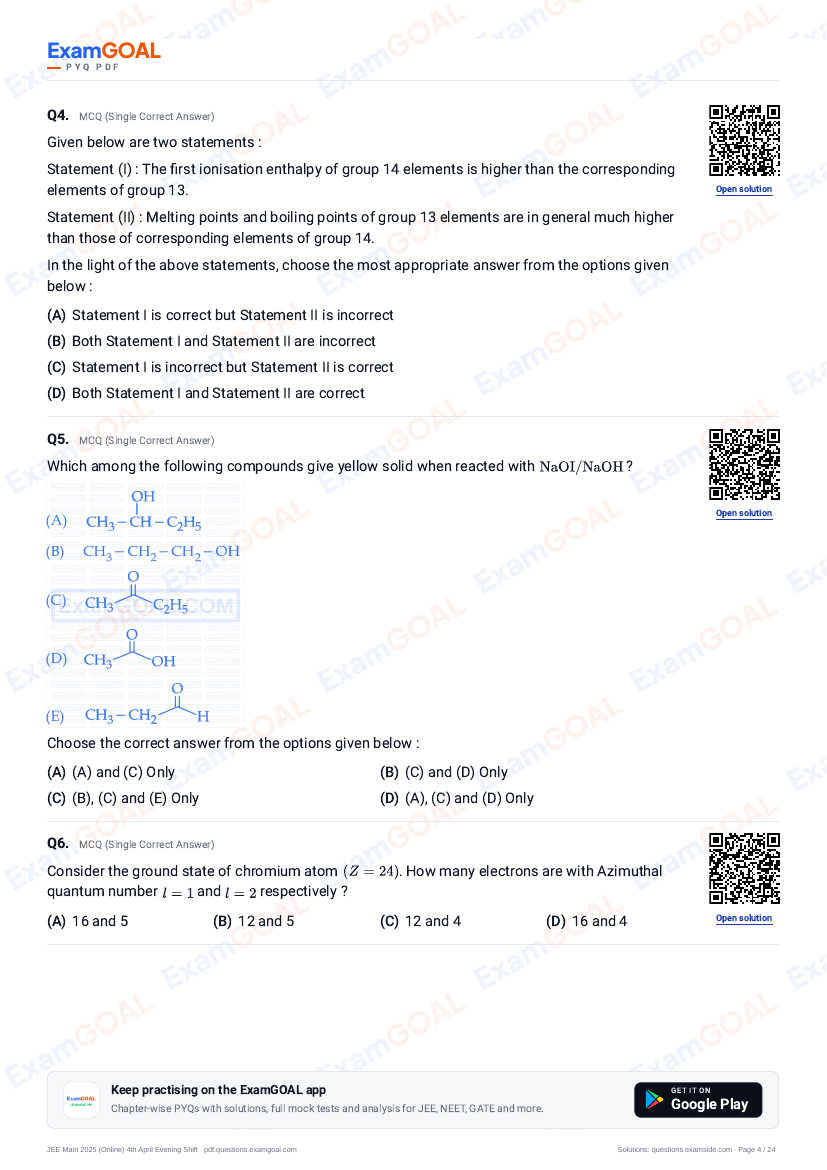 ExamGOAL
PYQ PDF
Q4. MCQ (Single Correct Answer)
Given below are two statements :
Statement (I) : The first ionisation enthalpy of group 14 elements is higher than the corresponding
elements of group 13.
Statement (II) : Melting points and boiling points of group 13 elements are in general much higher
than those of corresponding elements of group 14.
In the light of the above statements, choose the most appropriate answer from the options given
below :
(A) Statement I is correct but Statement II is incorrect
(B) Both Statement I and Statement II are incorrect
(C) Statement I is incorrect but Statement II is correct
(D) Both Statement I and Statement II are correct
Open solution
Q5. MCQ (Single Correct Answer)
Which among the following compounds give yellow solid when reacted with NaOI/NaOH ?
Open solution
OH
(A) CH₃ – CH – C₂H₅
(B) CH₃ – CH₂ – CH₂ – OH
O
(C) CH₃ C₂H₅
ExamGOAL.COM
O
(D) CH₃ OH
O
(E) CH₃ – CH₂ H
Choose the correct answer from the options given below :
(A) (A) and (C) Only (B) (C) and (D) Only
(C) (B), (C) and (E) Only (D) (A), (C) and (D) Only
Q6. MCQ (Single Correct Answer)
Consider the ground state of chromium atom (Z = 24). How many electrons are with Azimuthal
quantum number l = 1 and l = 2 respectively ?
(A) 16 and 5 (B) 12 and 5 (C) 12 and 4 (D) 16 and 4
Open solution
ExamGOAL
Keep practising on the ExamGOAL app
Chapter-wise PYQs with solutions, full mock tests and analysis for JEE, NEET, GATE and more.
GET IT ON
Google Play
JEE Main 2025 (Online) 4th April Evening Shift · pdf.questions.examgoal.com
Solutions: questions.examside.com · Page 4 / 24